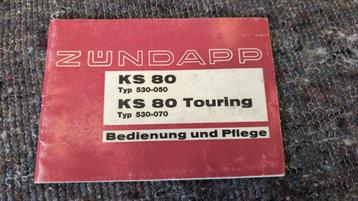 ZÜNDAPP
KS 80
Typ 530-050
KS 80 Touring
Typ 530-070
Bedienung und Pflege